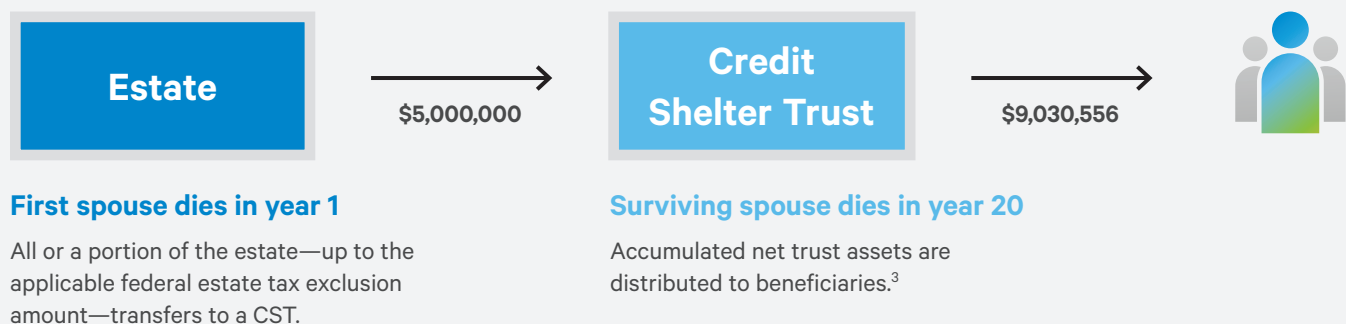 Estate
$5,000,000
Credit
Shelter Trust
$9,030,556
First spouse dies in year 1
All or a portion of the estate—up to the
applicable federal estate tax exclusion
amount—transfers to a CST.
Surviving spouse dies in year 20
Accumulated net trust assets are
distributed to beneficiaries.³